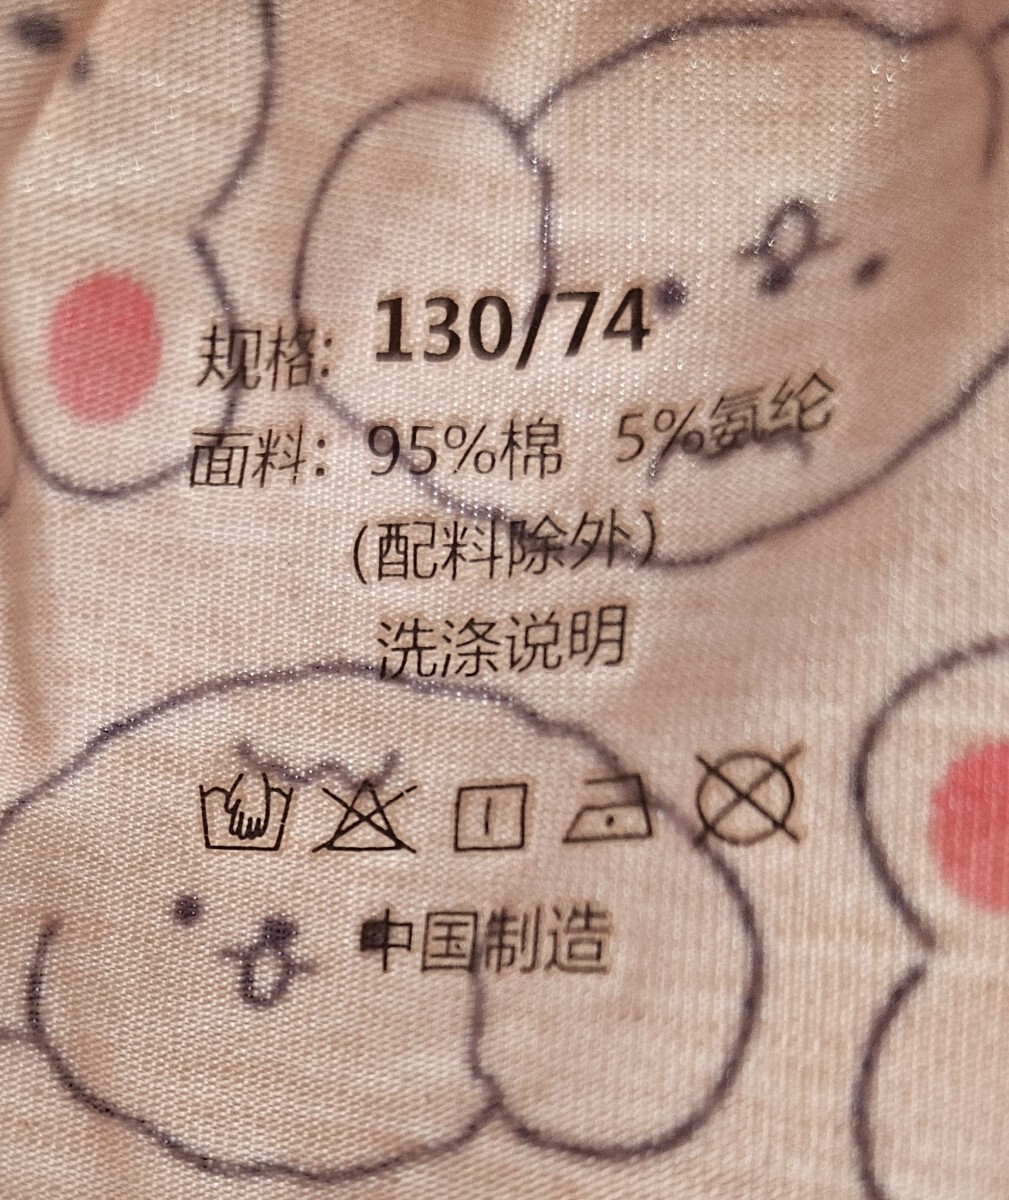 规格: 130/74
面料: 95%棉 5%氨纶
(配料除外)
洗涤说明
中国制造